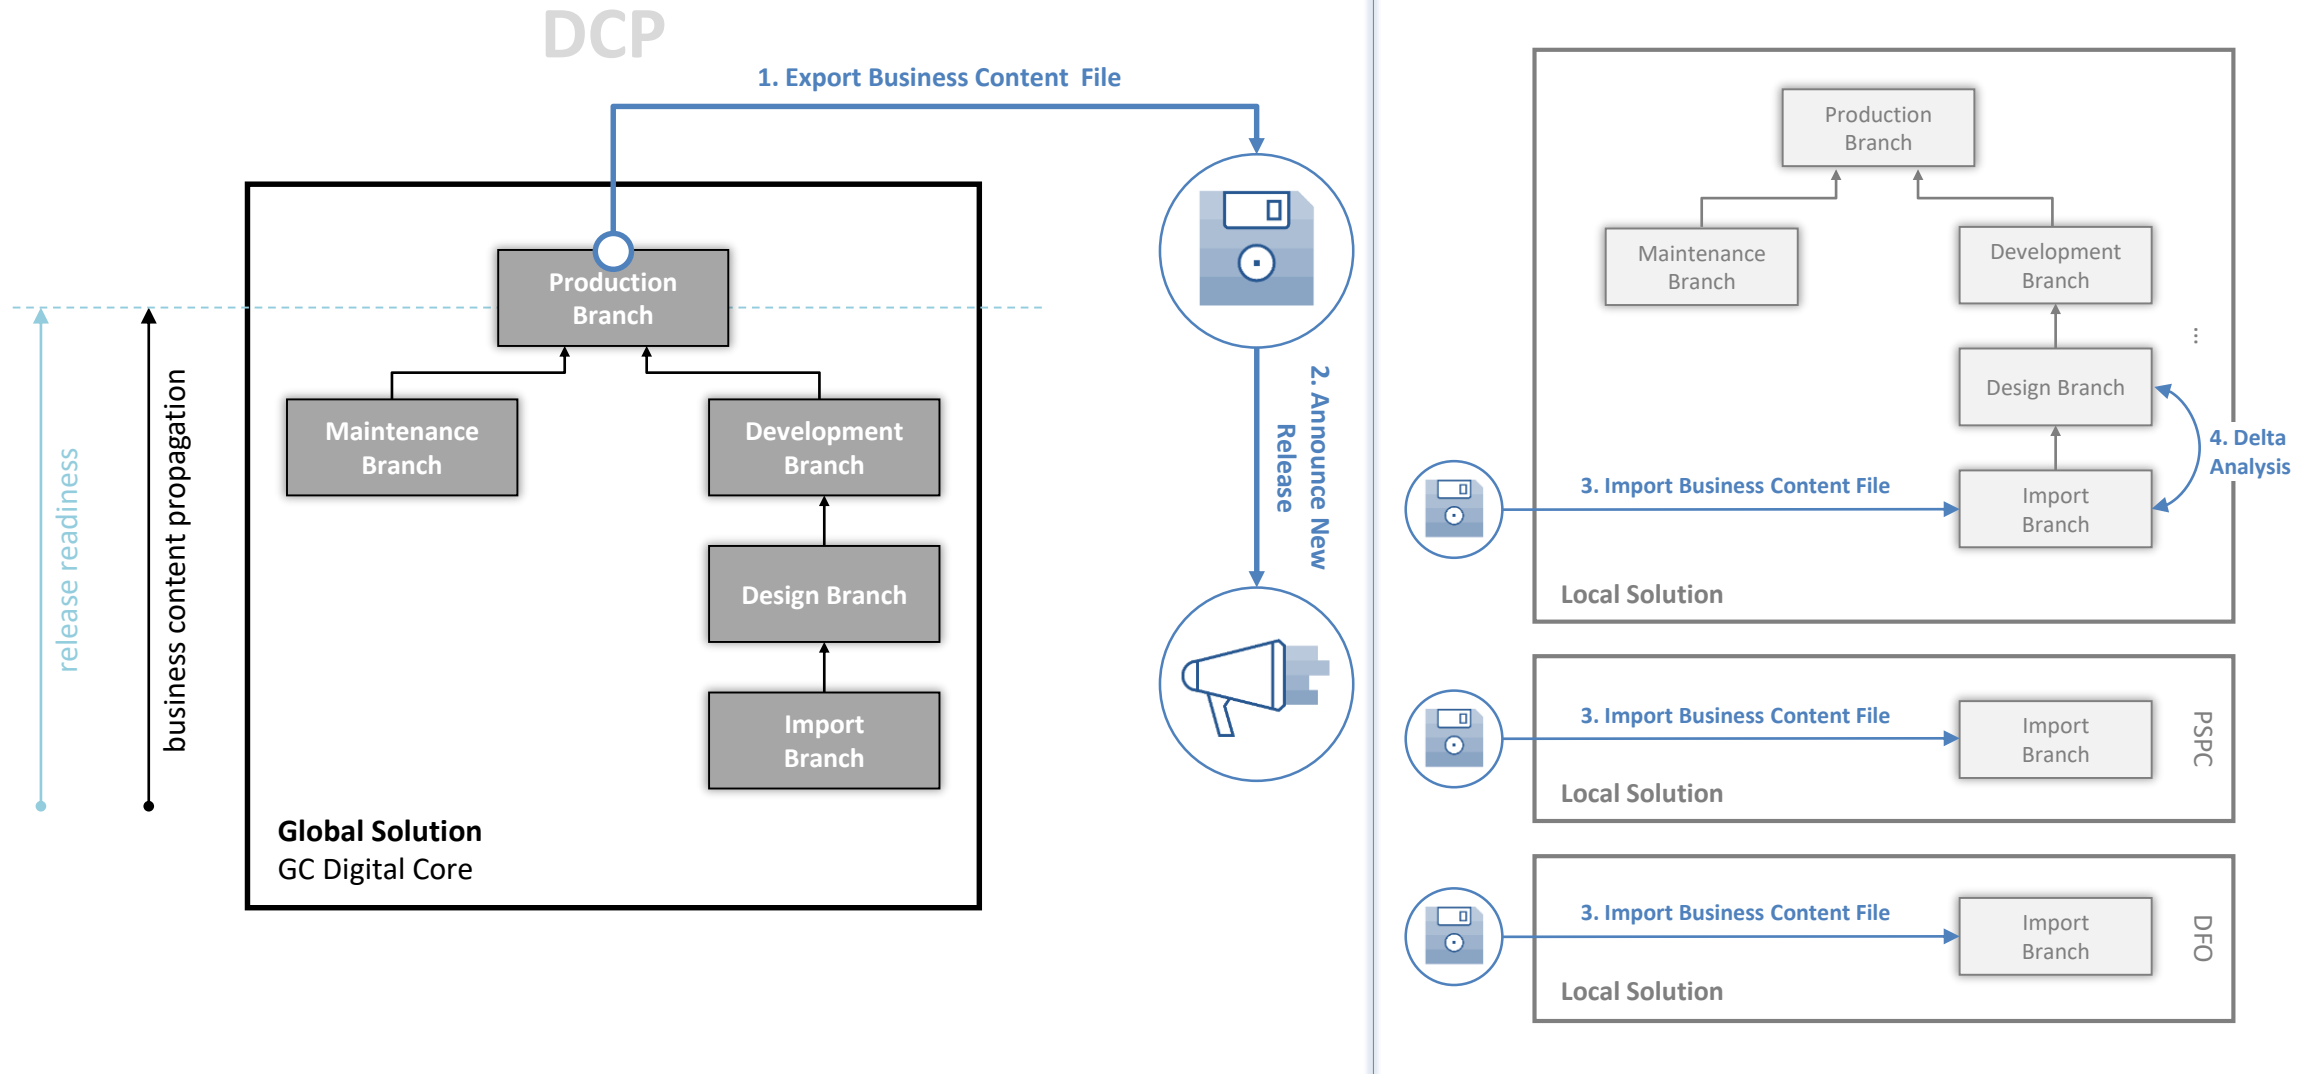 DCP
1. Export Business Content File
Production
Branch
Maintenance
Branch
Development
Branch
Design Branch
Import
Branch
Global Solution
GC Digital Core
release readiness
business content propagation
2. Announce New
Release
Production
Branch
Maintenance
Branch
Development
Branch
...
Design Branch
4. Delta
Analysis
3. Import Business Content File
Import
Branch
Local Solution
3. Import Business Content File
Import
Branch
PSPC
Local Solution
3. Import Business Content File
Import
Branch
DFO
Local Solution